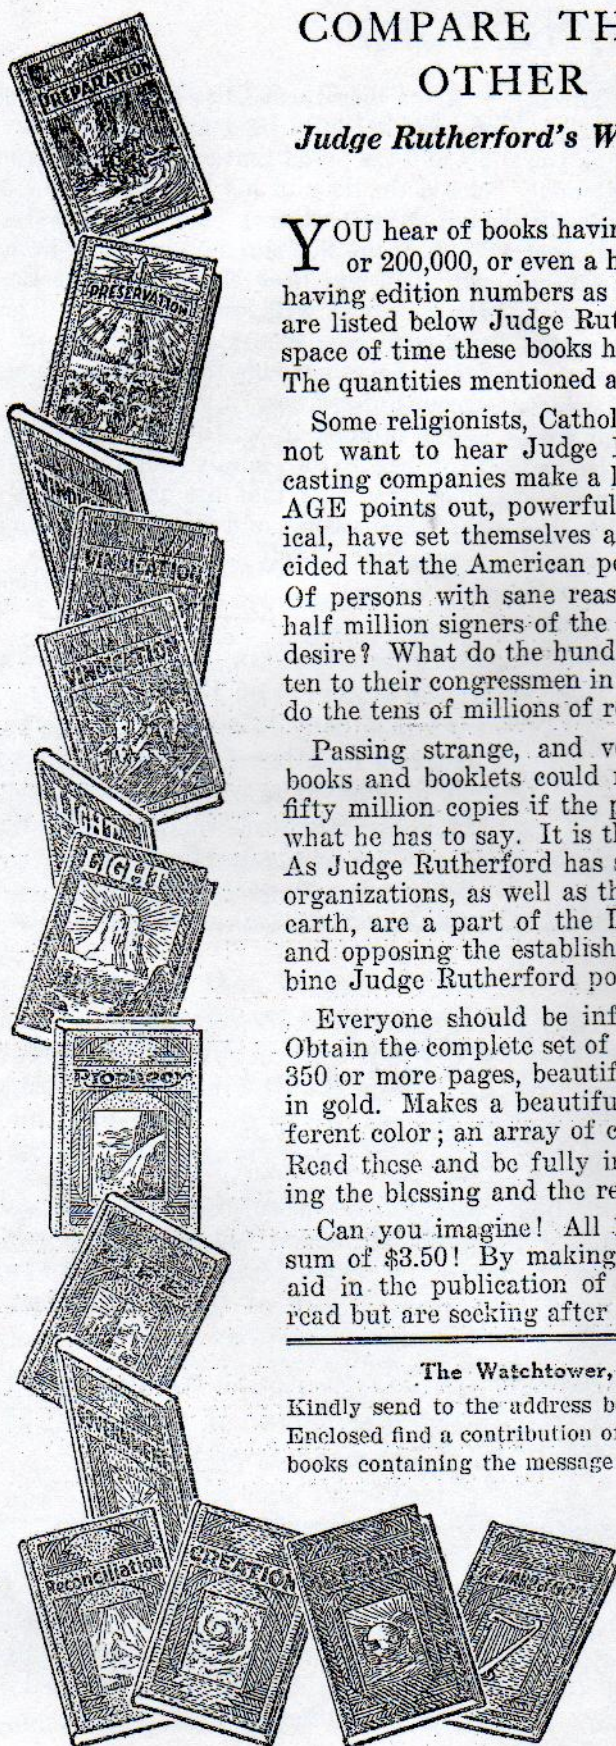 COMPARE TH
OTHER
Judge Rutherford's W
YOU hear of books havin
or 200,000, or even a h
having edition numbers as
are listed below Judge Rut
space of time these books h
The quantities mentioned a
Some religionists, Cathol
not want to hear Judge
casting companies make a
AGE points out, powerful
ical, have set themselves a
cided that the American pe
Of persons with sane reas
half million signers of the
desire? What do the hund
ten to their congressmen in
do the tens of millions of r
Passing strange, and v
books and booklets could
fifty million copies if the p
what he has to say. It is th
As Judge Rutherford has s
organizations, as well as th
earth, are a part of the
and opposing the establish
bine Judge Rutherford po
Everyone should be inf
Obtain the complete set of
350 or more pages, beautif
in gold. Makes a beautifu
ferent color; an array of c
Read these and be fully in
ing the blessing and the re
Can you imagine! All
sum of $3.50! By making
aid in the publication of
read but are seeking after
The Watchtower,
Kindly send to the address b
Enclosed find a contribution of
books containing the message
PREPARATION
PRESERVATION
VINDIC
VINDICATION
VINDICATION
LIGHT
LIGHT
Prophecy
Reconciliation
CREATION